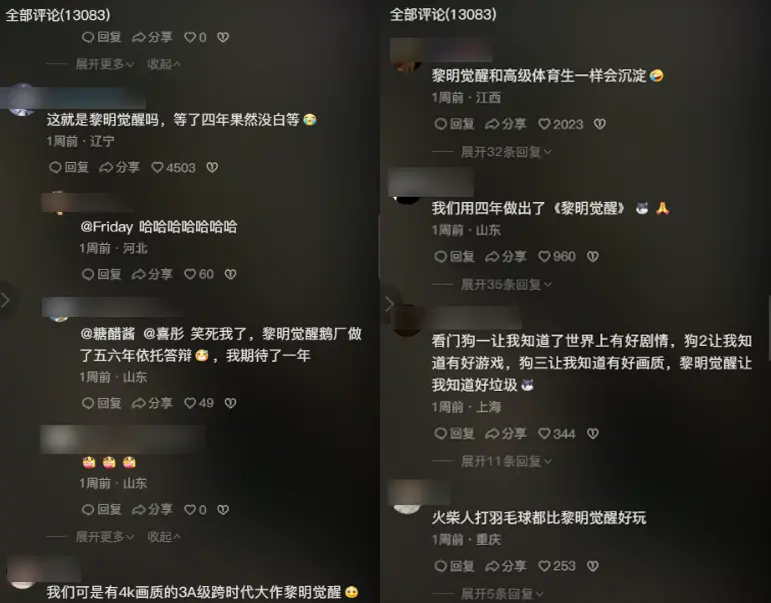 全部评论(13083)
回复 分享 0
展开更多 收起
这就是黎明觉醒吗，等了四年果然没白等
1周前·辽宁
回复 分享 4503
@Friday 哈哈哈哈哈哈哈
1周前·河北
回复 分享 60
@糖醋酱 @喜彤 笑死我了，黎明觉醒鹅厂做
了五六年依托答辩，我期待了一年
1周前·山东
回复 分享 49
1周前·山东
回复 分享 0
展开更多 收起
我们可是有4k画质的3A级跨时代大作黎明觉醒
全部评论(13083)
黎明觉醒和高级体育生一样会沉淀
1周前·江西
回复 分享 2023
展开32条回复
我们用四年做出了《黎明觉醒》
1周前·山东
回复 分享 960
展开35条回复
看门狗一让我知道了世界上有好剧情，狗2让我知
道有好游戏，狗三让我知道有好画质，黎明觉醒让
我知道好垃圾
1周前·上海
回复 分享 344
展开11条回复
火柴人打羽毛球都比黎明觉醒好玩
1周前·重庆
回复 分享 253
展开5条回复